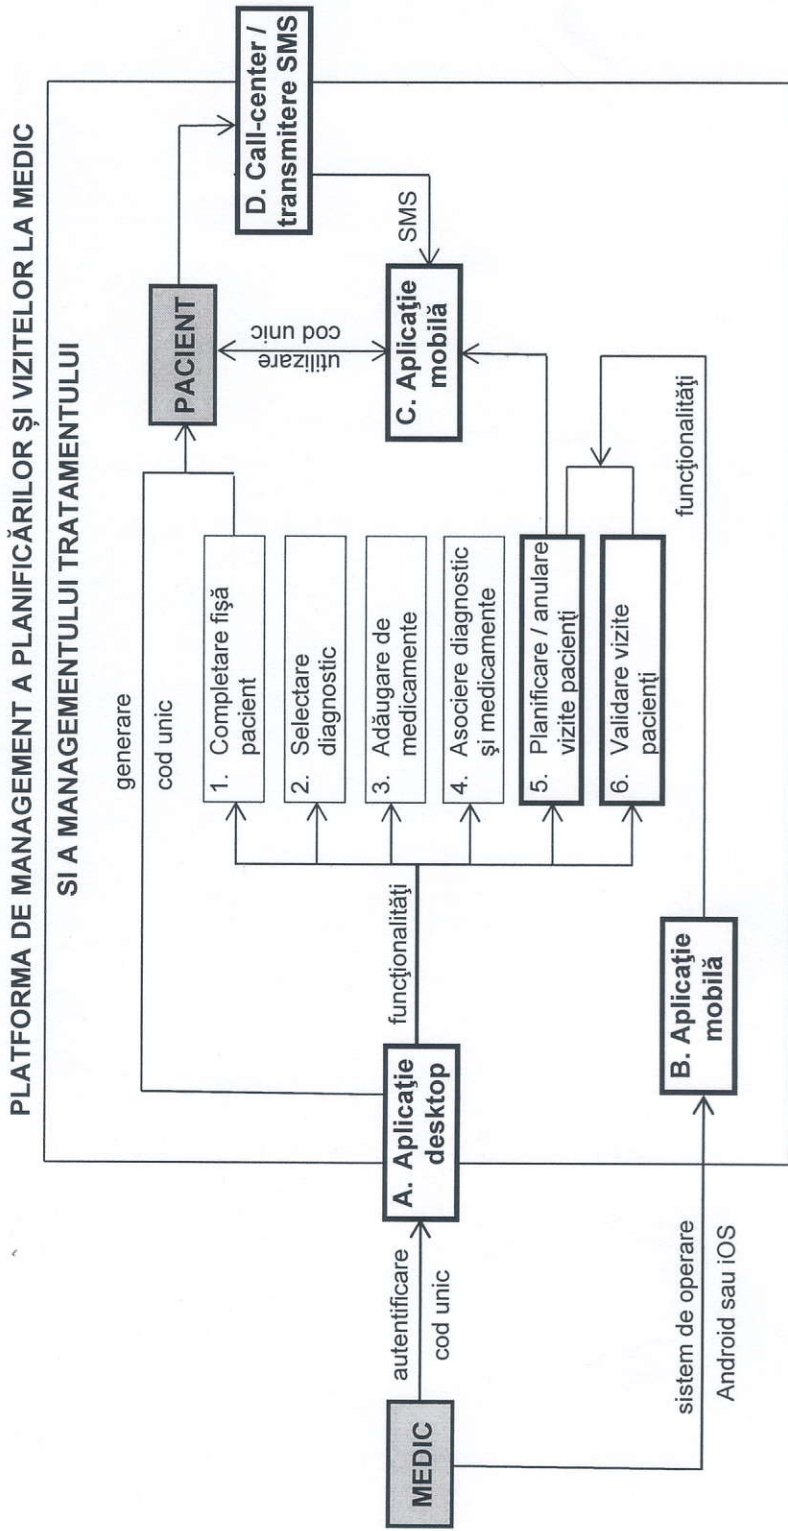 PLATFORMA DE MANAGEMENT A PLANIFICĂRILOR ȘI VIZITELOR LA MEDIC
SI A MANAGEMENTULUI TRATAMENTULUI
MEDIC
autentificare
cod unic
sistem de operare
Android sau iOS
A. Aplicaţie
desktop
B. Aplicaţie
mobilă
generare
cod unic
funcţionalităţi
1. Completare fişă
pacient
2. Selectare
diagnostic
3. Adăugare de
medicamente
4. Asociere diagnostic
şi medicamente
5. Planificare / anulare
vizite pacienţi
6. Validare vizite
pacienţi
funcţionalităţi
PACIENT
utilizare
cod unic
C. Aplicaţie
mobilă
SMS
D. Call-center /
transmitere SMS